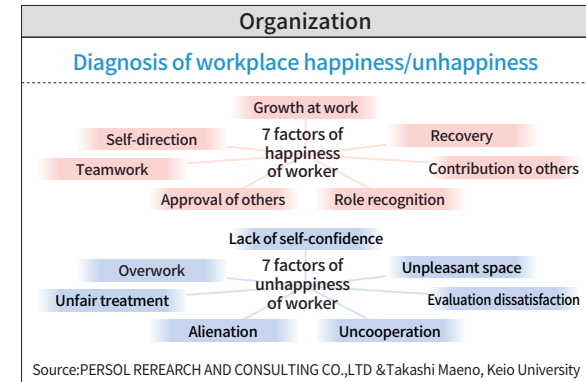 Organization
Diagnosis of workplace happiness/unhappiness
Growth at work
Self-direction
7 factors of
happiness
of worker
Recovery
Teamwork
Contribution to others
Approval of others
Role recognition
Lack of self-confidence
Overwork
7 factors of
unhappiness
of worker
Unpleasant space
Unfair treatment
Evaluation dissatisfaction
Alienation
Uncooperation
Source:PERSOL REREARCH AND CONSULTING CO.,LTD &Takashi Maeno, Keio University